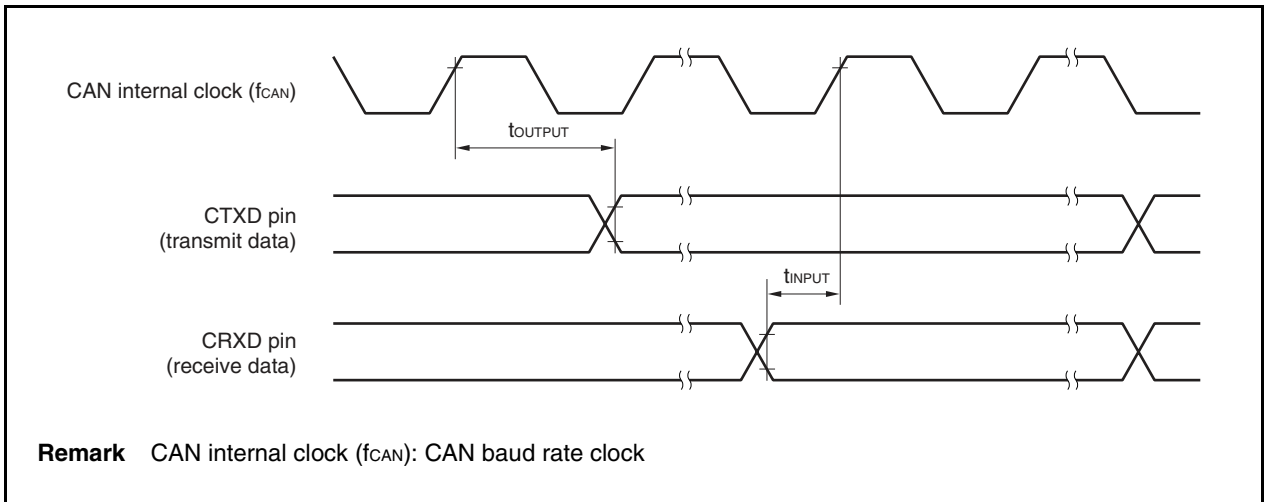 CAN internal clock (fCAN)
tOUTPUT
CTXD pin
(transmit data)
tINPUT
CRXD pin
(receive data)
Remark CAN internal clock (fCAN): CAN baud rate clock